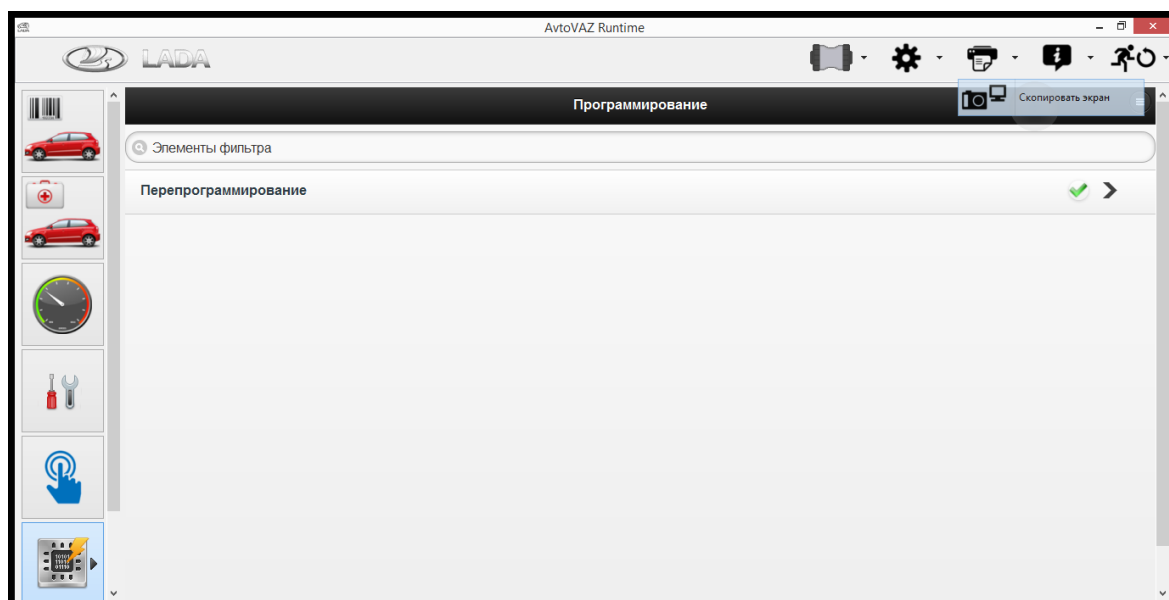 AvtoVAZ Runtime
LADA
Программирование
Скопировать экран
Элементы фильтра
Перепрограммирование